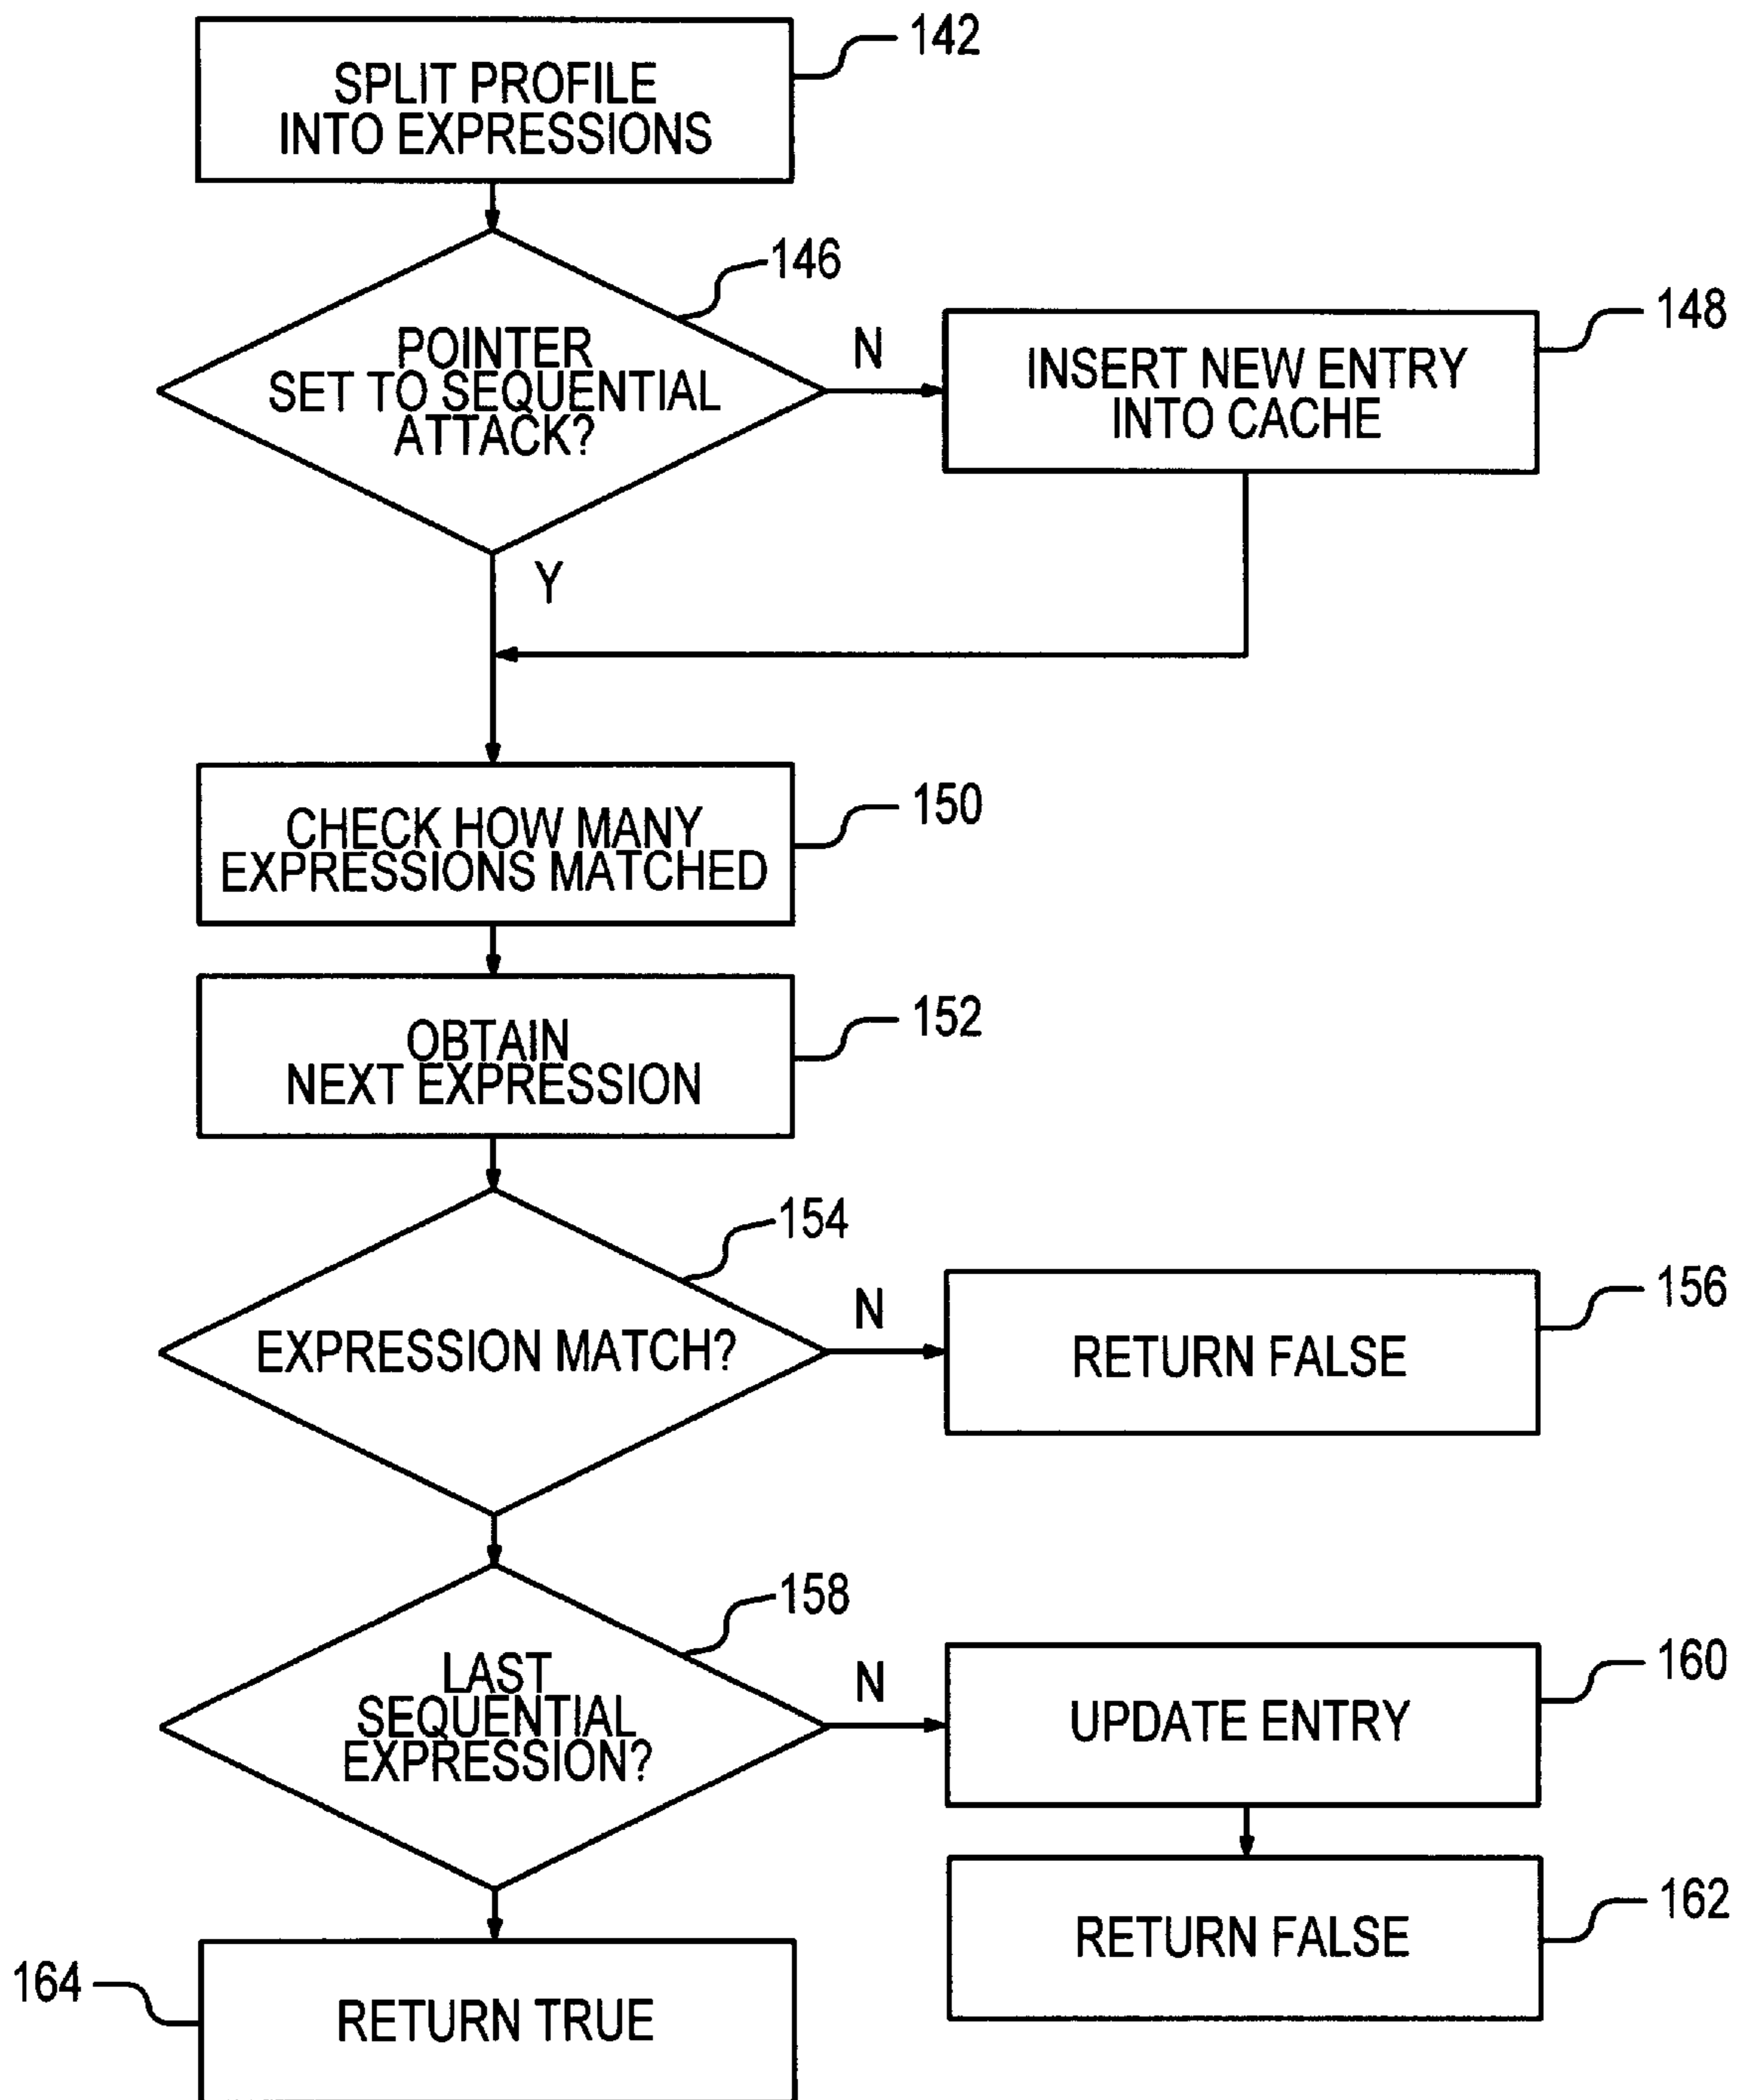 142
SPLIT PROFILE
INTO EXPRESSIONS
146
POINTER
SET TO SEQUENTIAL
ATTACK?
N
148
INSERT NEW ENTRY
INTO CACHE
Y
150
CHECK HOW MANY
EXPRESSIONS MATCHED
152
OBTAIN
NEXT EXPRESSION
154
EXPRESSION MATCH?
N
156
RETURN FALSE
158
LAST
SEQUENTIAL
EXPRESSION?
N
160
UPDATE ENTRY
162
RETURN FALSE
164
RETURN TRUE